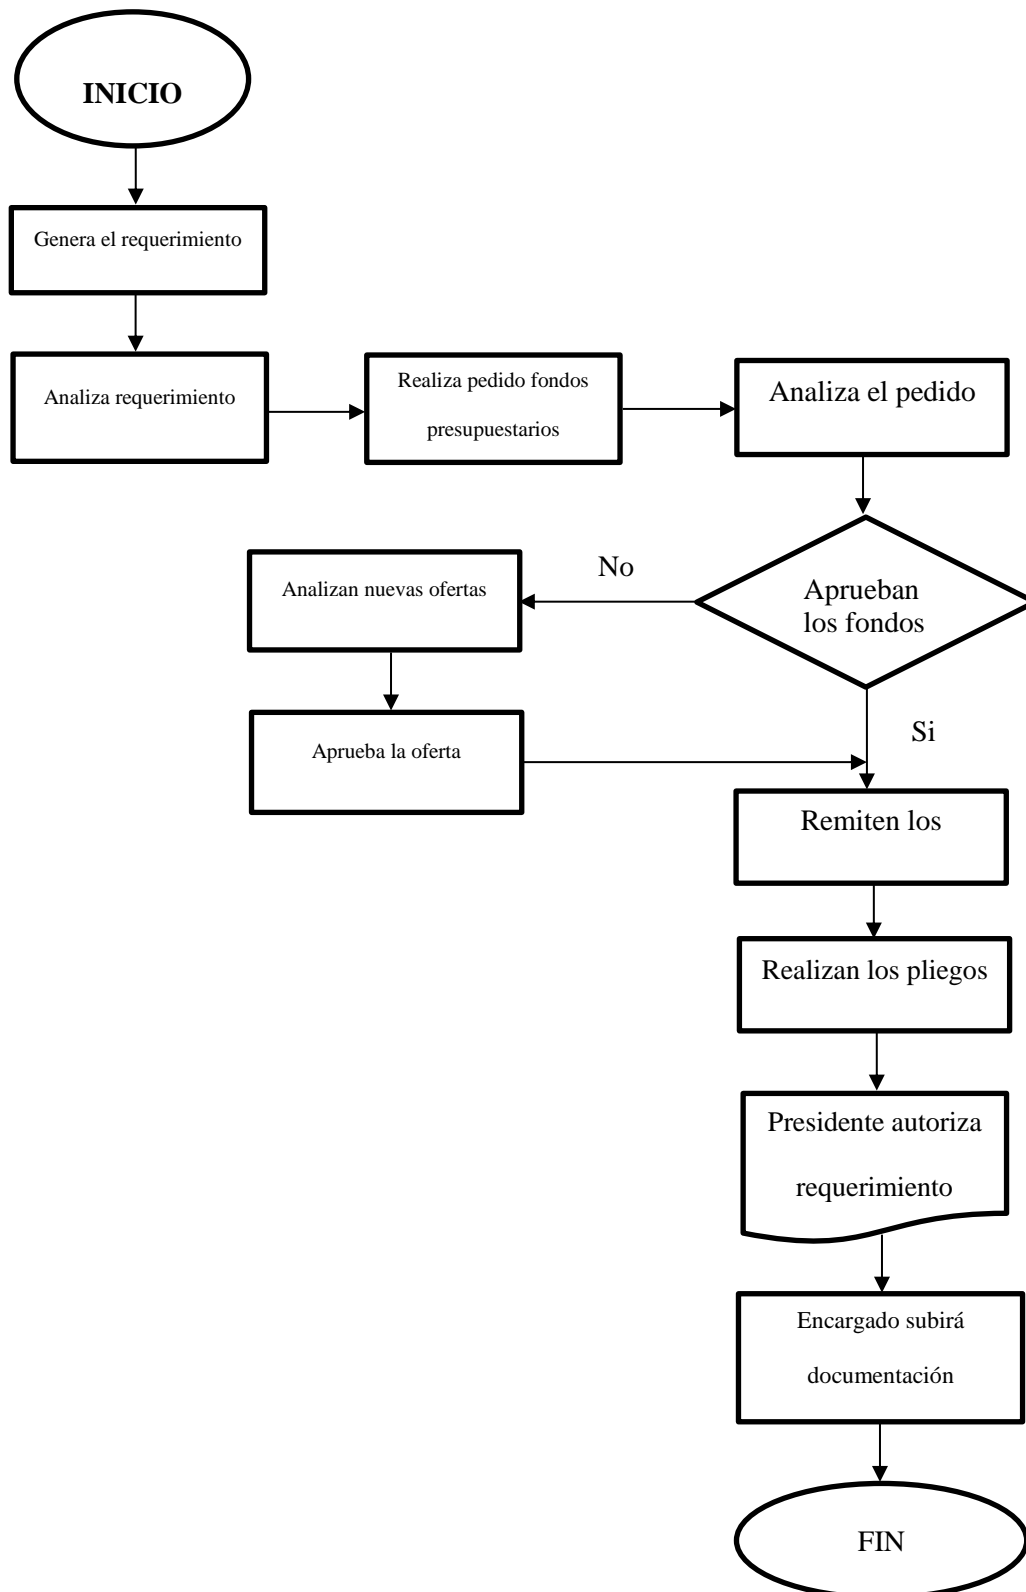 INICIO
Genera el requerimiento
Analiza requerimiento
Realiza pedido fondos
presupuestarios
Analiza el pedido
Aprueban
los fondos
No
Analizan nuevas ofertas
Aprueba la oferta
Si
Remiten los
Realizan los pliegos
Presidente autoriza
requerimiento
Encargado subirá
documentación
FIN